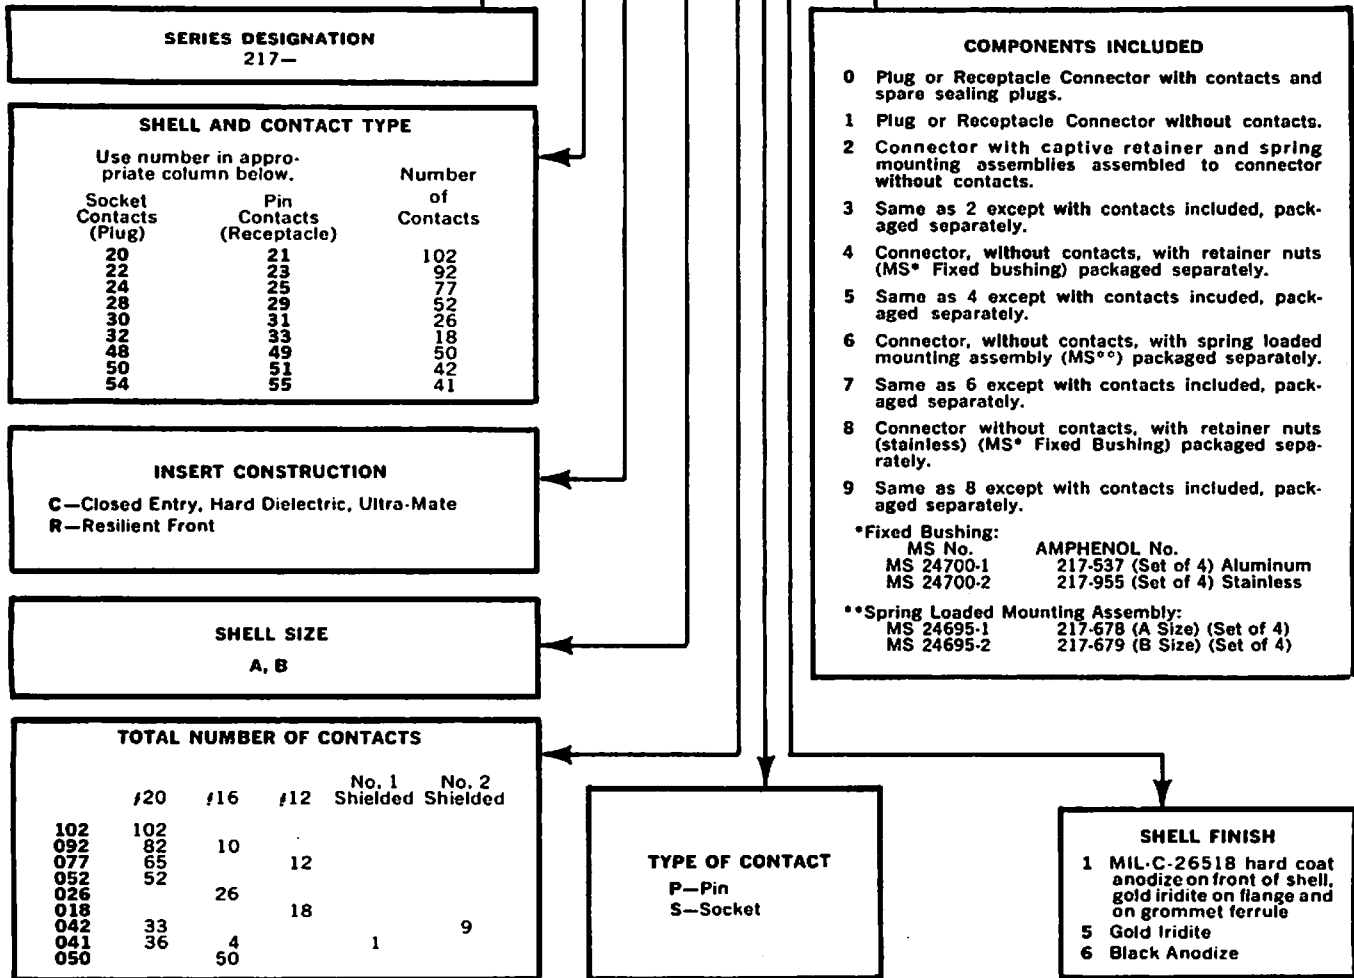 SERIES DESIGNATION
217—
SHELL AND CONTACT TYPE
Use number in appro-
priate column below.
Number
of
Contacts
Socket
Contacts
(Plug)
Pin
Contacts
(Receptacle)
20 21 102
22 23 92
24 25 77
28 29 52
30 31 26
32 33 18
48 49 50
50 51 42
54 55 41
INSERT CONSTRUCTION
C—Closed Entry, Hard Dielectric, Ultra-Mate
R—Resilient Front
SHELL SIZE
A, B
TOTAL NUMBER OF CONTACTS
#20 #16 #12 No. 1 Shielded No. 2 Shielded
102 102
092 82 10
077 65 12
052 52
026 26
018 18
042 33 9
041 36 4 1
050 50
TYPE OF CONTACT
P—Pin
S—Socket
COMPONENTS INCLUDED
0 Plug or Receptacle Connector with contacts and
spare sealing plugs.
1 Plug or Receptacle Connector without contacts.
2 Connector with captive retainer and spring
mounting assemblies assembled to connector
without contacts.
3 Same as 2 except with contacts included, pack-
aged separately.
4 Connector, without contacts, with retainer nuts
(MS* Fixed bushing) packaged separately.
5 Same as 4 except with contacts incuded, pack-
aged separately.
6 Connector, without contacts, with spring loaded
mounting assembly (MS**) packaged separately.
7 Same as 6 except with contacts included, pack-
aged separately.
8 Connector without contacts, with retainer nuts
(stainless) (MS* Fixed Bushing) packaged sepa-
rately.
9 Same as 8 except with contacts included, pack-
aged separately.
*Fixed Bushing:
MS No. AMPHENOL No.
MS 24700-1 217-537 (Set of 4) Aluminum
MS 24700-2 217-955 (Set of 4) Stainless
**Spring Loaded Mounting Assembly:
MS 24695-1 217-678 (A Size) (Set of 4)
MS 24695-2 217-679 (B Size) (Set of 4)
SHELL FINISH
1 MIL-C-26518 hard coat
anodize on front of shell,
gold iridite on flange and
on grommet ferrule
5 Gold Iridite
6 Black Anodize